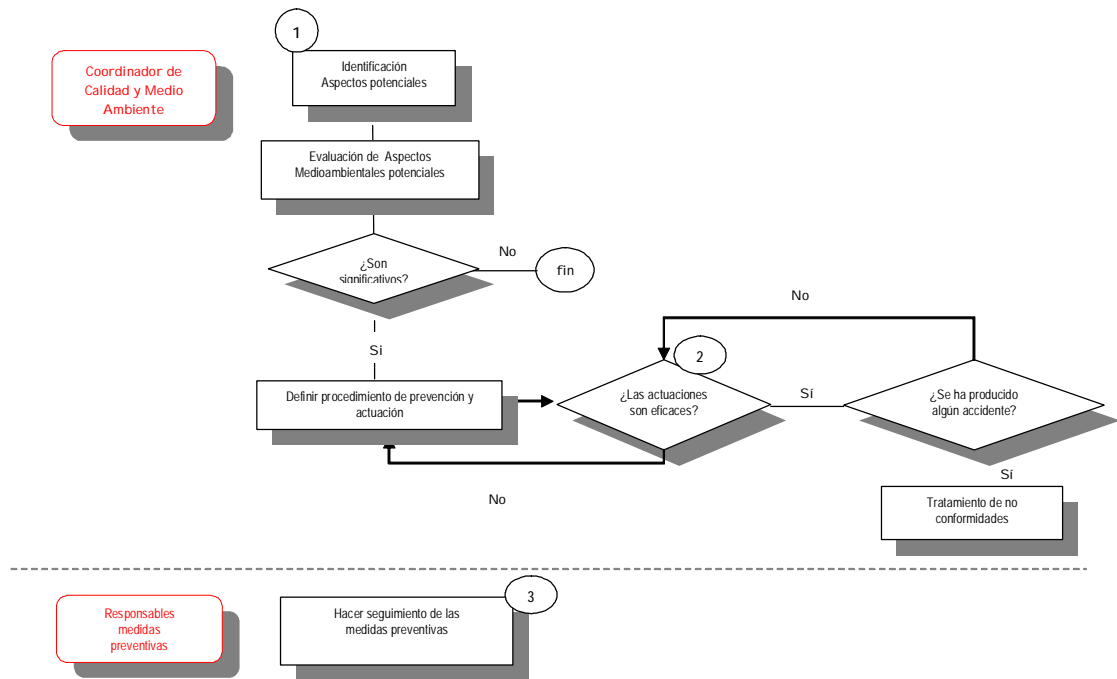 1
Identificación
Aspectos potenciales
Coordinador de
Calidad y Medio
Ambiente
Evaluación de Aspectos
Medioambientales potenciales
¿Son
significativos?
No
fin
No
Si
2
Definir procedimiento de prevención y
actuación
¿Las actuaciones
son eficaces?
Sí
¿Se ha producido
algún accidente?
No
Sí
Tratamiento de no
conformidades
Responsables
medidas
preventivas
Hacer seguimiento de las
medidas preventivas
3